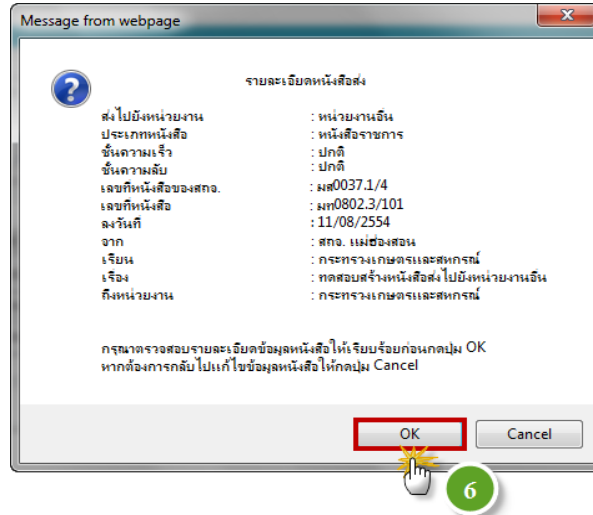 Message from webpage
รายละเอียดหนังสือส่ง
ส่งไปยังหน่วยงาน : หน่วยงานอื่น
ประเภทหนังสือ : หนังสือราชการ
ชั้นความเร็ว : ปกติ
ชั้นความลับ : ปกติ
เลขที่หนังสือของสถจ. : มส0037.1/4
เลขที่หนังสือ : มท0802.3/101
ลงวันที่ : 11/08/2554
จาก : สถจ. แม่ฮ่องสอน
เรียน : กระทรวงเกษตรและสหกรณ์
เรื่อง : ทดสอบสร้างหนังสือส่งไปยังหน่วยงานอื่น
ถึงหน่วยงาน : กระทรวงเกษตรและสหกรณ์
กรุณาตรวจสอบรายละเอียดข้อมูลหนังสือให้เรียบร้อยก่อนกดปุ่ม OK
หากต้องการกลับไปแก้ไขข้อมูลหนังสือให้กดปุ่ม Cancel
OK Cancel
6